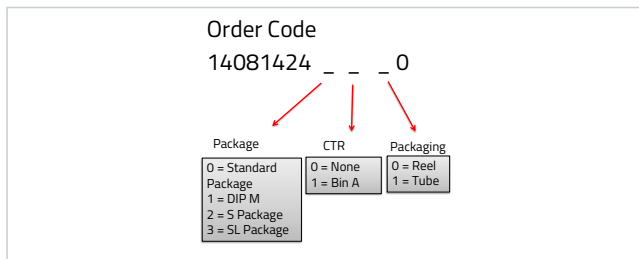 Order Code
14081424 _ _ _ 0
Package
0 = Standard
Package
1 = DIP M
2 = S Package
3 = SL Package
CTR
0 = None
1 = Bin A
Packaging
0 = Reel
1 = Tube